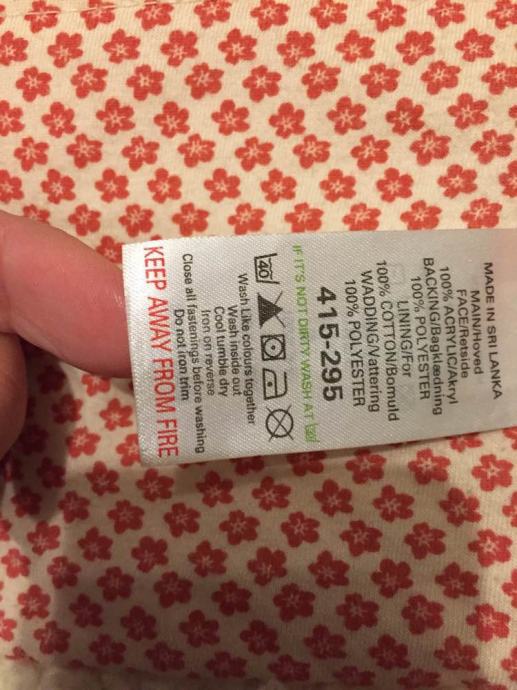 MADE IN SRI LANKA
MAIN/Hoved
FACE/Retside
100% ACRYLIC/Akryl
BACKING/Bagklædning
100% POLYESTER
LINING/For
100% COTTON/Bomuld
WADDING/Vattering
100% POLYESTER
415-295
IF IT'S NOT DIRTY WASH AT
40
Wash Like colours together
Wash inside out
Cool tumble dry
Iron on reverse
Close all fastenings before washing
Do not iron trim
KEEP AWAY FROM FIRE